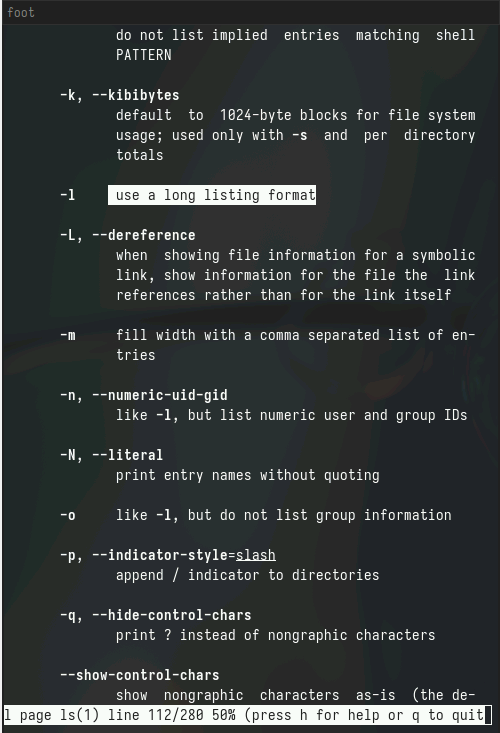 foot
do not list implied entries matching shell
PATTERN
-k, --kibibytes
default to 1024-byte blocks for file system
usage; used only with -s and per directory
totals
-l use a long listing format
-L, --dereference
when showing file information for a symbolic
link, show information for the file the link
references rather than for the link itself
-m fill width with a comma separated list of en-
tries
-n, --numeric-uid-gid
like -l, but list numeric user and group IDs
-N, --literal
print entry names without quoting
-o like -l, but do not list group information
-p, --indicator-style=slash
append / indicator to directories
-q, --hide-control-chars
print ? instead of nongraphic characters
--show-control-chars
show nongraphic characters as-is (the de-
l page ls(1) line 112/280 50% (press h for help or q to quit